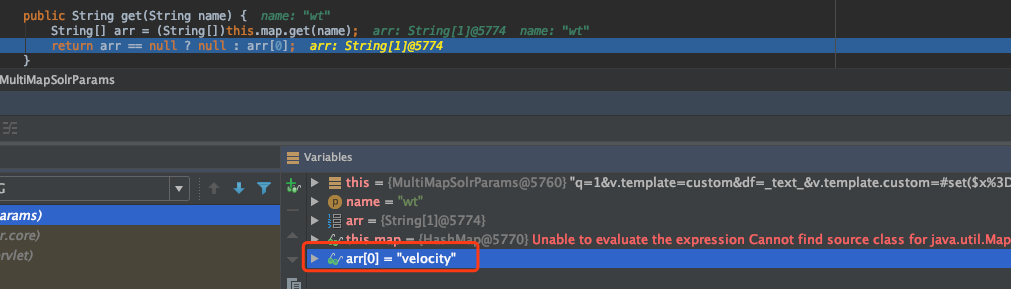 public String get(String name) {  name: "wt"
String[] arr = (String[])this.map.get(name);  arr: String[1]@5774  name: "wt"
return arr == null ? null : arr[0];  arr: String[1]@5774
}
MultiMapSolrParams
Variables
G
this = {MultiMapSolrParams@5760} "q=1&v.template=custom&df=_text_&v.template.custom=#set($x%3D
name = "wt"
arams)
arr = {String[1]@5774}
r.core)
this.map = {HashMap@5770} Unable to evaluate the expression Cannot find source class for java.util.Map
rvlet)
arr[0] = "velocity"